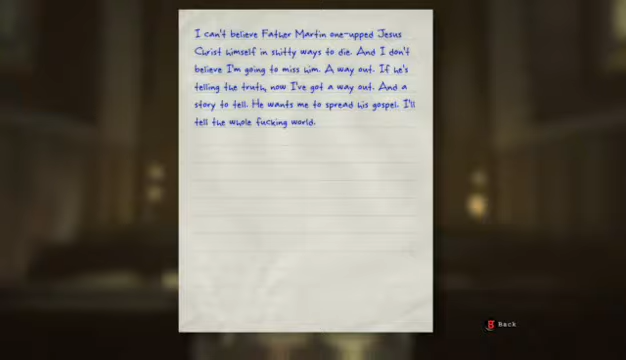 I can't believe Father Martin one-upped Jesus
Christ himself in shitty ways to die. And I don't
believe I'm going to miss him. A way out. If he's
telling the truth, now I've got a way out. And a
story to tell. He wants me to spread his gospel. I'll
tell the whole fucking world.
B Back